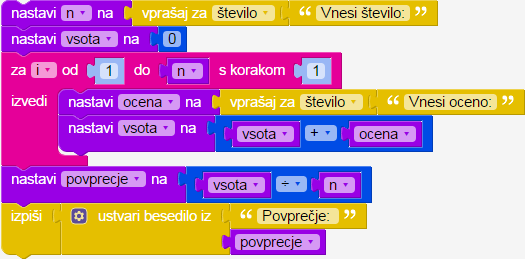 nastavi n na vprašaj za število “ Vnesi število: ”
nastavi vsota na 0
za i od 1 do n s korakom 1
izvedi nastavi ocena na vprašaj za število “ Vnesi oceno: ”
nastavi vsota na vsota + ocena
nastavi povprecje na vsota ÷ n
izpiši ustvari besedilo iz “ Povprečje: ”
povprecje